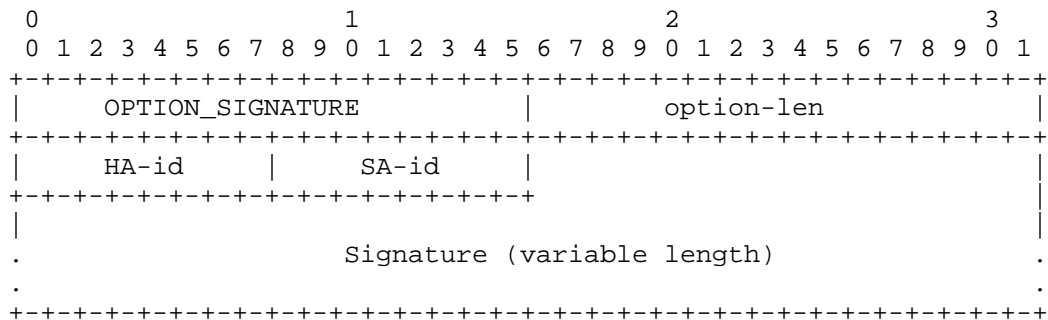 0                   1                   2                   3
 0 1 2 3 4 5 6 7 8 9 0 1 2 3 4 5 6 7 8 9 0 1 2 3 4 5 6 7 8 9 0 1
+-+-+-+-+-+-+-+-+-+-+-+-+-+-+-+-+-+-+-+-+-+-+-+-+-+-+-+-+-+-+-+-+
|     OPTION_SIGNATURE          |        option-len             |
+-+-+-+-+-+-+-+-+-+-+-+-+-+-+-+-+-+-+-+-+-+-+-+-+-+-+-+-+-+-+-+-+
|     HA-id     |     SA-id     |                               |
+-+-+-+-+-+-+-+-+-+-+-+-+-+-+-+-+                               |
|                                                               |
.                    Signature (variable length)                .
.                                                               .
+-+-+-+-+-+-+-+-+-+-+-+-+-+-+-+-+-+-+-+-+-+-+-+-+-+-+-+-+-+-+-+-+